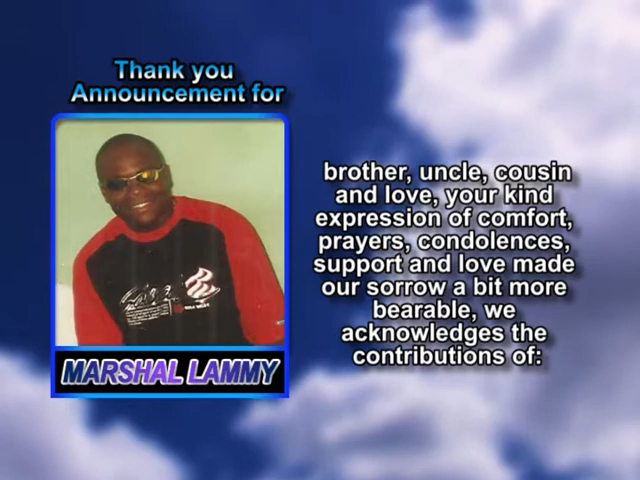 Thank you
Announcement for
MARSHAL LAMMY
brother, uncle, cousin
and love, your kind
expression of comfort,
prayers, condolences,
support and love made
our sorrow a bit more
bearable, we
acknowledges the
contributions of: